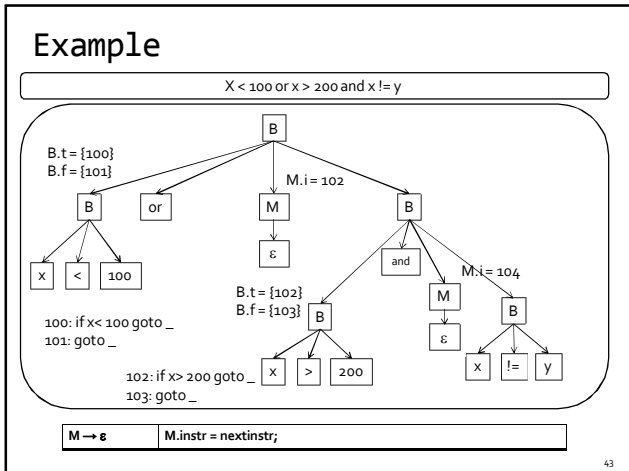 Example
X < 100 or x > 200 and x != y
B
B.t = {100}
B.f = {101}
M.i = 102
B
or
M
B
ε
and
M.i = 104
x
<
100
B.t = {102}
B.f = {103}
B
M
B
ε
100: if x< 100 goto _
101: goto _
x
>
200
x
!=
y
102: if x> 200 goto _
103: goto _
M → ε M.instr = nextinstr;
43